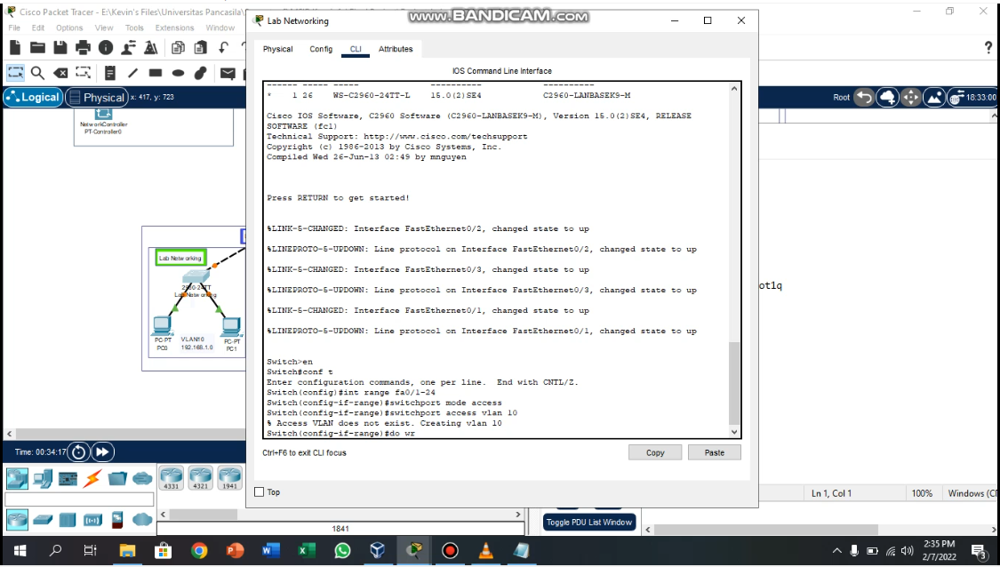 Cisco Packet Tracer - E:\Kevin's Files\Universitas Pancasila\
Lab Networking
www.BANDICAM.com
File Edit Options View Tools Extensions Window
Physical Config CLI Attributes
IOS Command Line Interface
Logical Physical x: 417, y: 723
Root 18:33:00
* 1 26 WS-C2960-24TT-L 15.0(2)SE4 C2960-LANBASEK9-M
Cisco IOS Software, C2960 Software (C2960-LANBASEK9-M), Version 15.0(2)SE4, RELEASE
SOFTWARE (fc1)
Technical Support: http://www.cisco.com/techsupport
Copyright (c) 1986-2013 by Cisco Systems, Inc.
Compiled Wed 26-Jun-13 02:49 by mnguyen
Press RETURN to get started!
%LINK-5-CHANGED: Interface FastEthernet0/2, changed state to up
%LINEPROTO-5-UPDOWN: Line protocol on Interface FastEthernet0/2, changed state to up
%LINK-5-CHANGED: Interface FastEthernet0/3, changed state to up
%LINEPROTO-5-UPDOWN: Line protocol on Interface FastEthernet0/3, changed state to up
%LINK-5-CHANGED: Interface FastEthernet0/1, changed state to up
%LINEPROTO-5-UPDOWN: Line protocol on Interface FastEthernet0/1, changed state to up
Switch>en
Switch#conf t
Enter configuration commands, one per line. End with CNTL/Z.
Switch(config)#int range fa0/1-24
Switch(config-if-range)#switchport mode access
Switch(config-if-range)#switchport access vlan 10
% Access VLAN does not exist. Creating vlan 10
Switch(config-if-range)#do wr
Ctrl+F6 to exit CLI focus
Copy Paste
Top
NetworkController
PT-Controller0
Lab Networking
2960-24TT
Lab Networking
PC-PT
PC0
VLAN10
192.168.1.0
PC-PT
PC1
ot1q
Time: 00:34:17
4331 4321 1941
1841
Ln 1, Col 1 100% Windows (C
Toggle PDU List Window
2:35 PM
2/7/2022
3